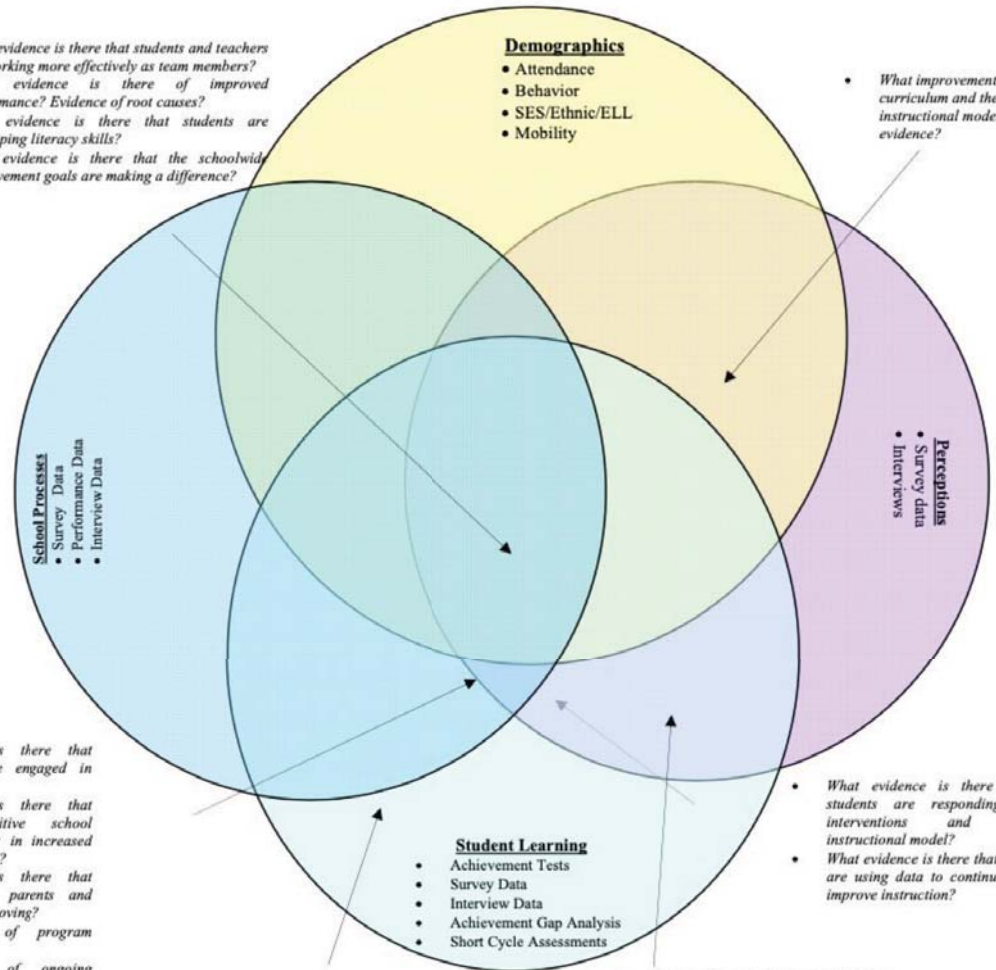 evidence is there that students and teachers
orking more effectively as team members?
evidence is there of improved
mance? Evidence of root causes?
evidence is there that students are
ping literacy skills?
evidence is there that the schoolwide
vement goals are making a difference?
Demographics
• Attendance
• Behavior
• SES/Ethnic/ELL
• Mobility
• What improvement
curriculum and the
instructional model
evidence?
School Processes
• Survey Data
• Performance Data
• Interview Data
Perceptions
• Survey data
• Interviews
s there that
e engaged in
s there that
itive school
t in increased
?
s there that
parents and
oving?
of program
of ongoing
Student Learning
• Achievement Tests
• Survey Data
• Interview Data
• Achievement Gap Analysis
• Short Cycle Assessments
• What evidence is there
students are responding
interventions and
instructional model?
• What evidence is there that
are using data to continu
improve instruction?